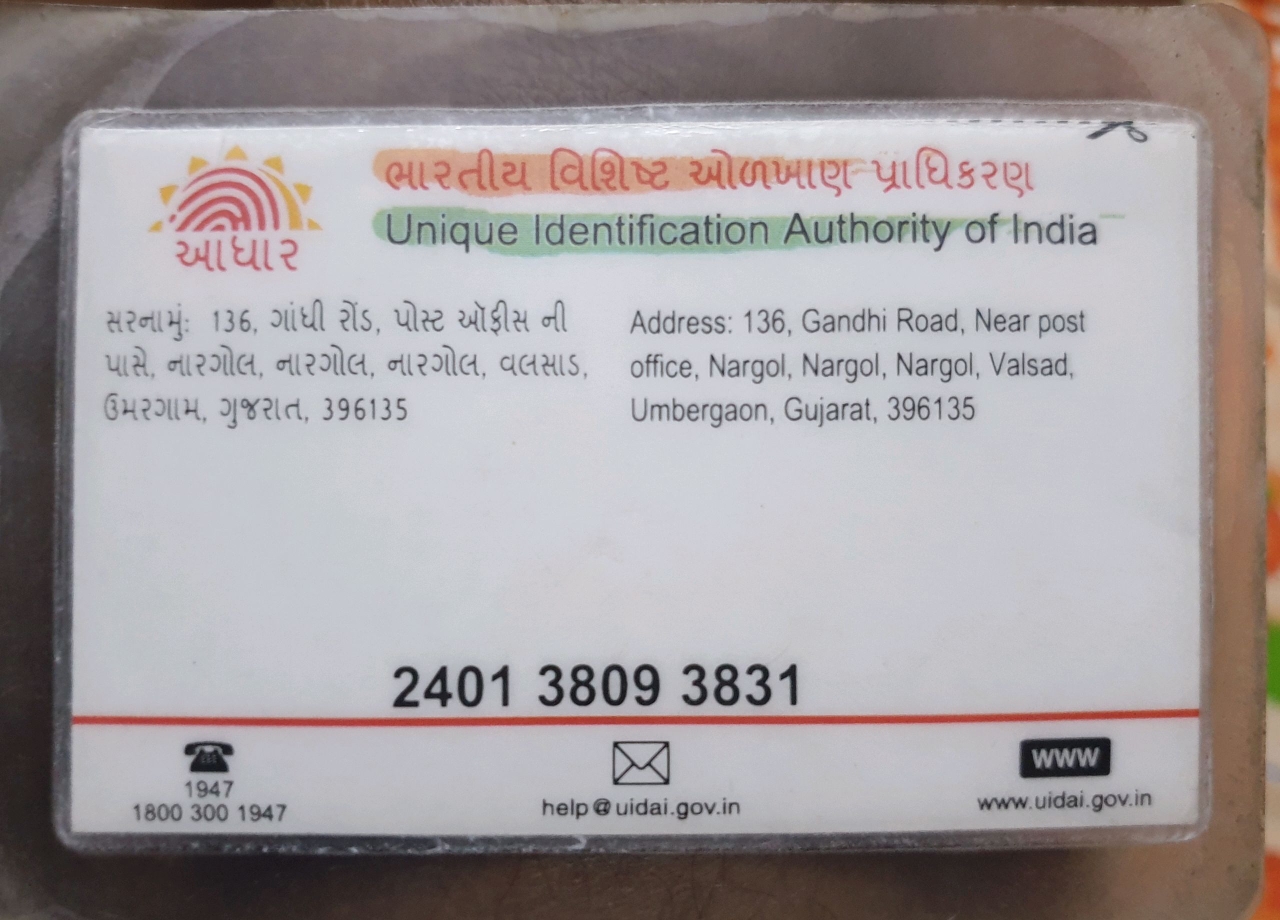 ભારતીય વિશિષ્ટ ઓળખાણ પ્રાધિકરણ
Unique Identification Authority of India
આધાર
સરનામું: 136, ગાંધી રોંડ, પોસ્ટ ઑફીસ ની
પાસે, નારગોલ, નારગોલ, નારગોલ, વલસાડ,
ઉમરગામ, ગુજરાત, 396135
Address: 136, Gandhi Road, Near post
office, Nargol, Nargol, Nargol, Valsad,
Umbergaon, Gujarat, 396135
2401 3809 3831
1947
1800 300 1947
help@uidai.gov.in
WWW
www.uidai.gov.in